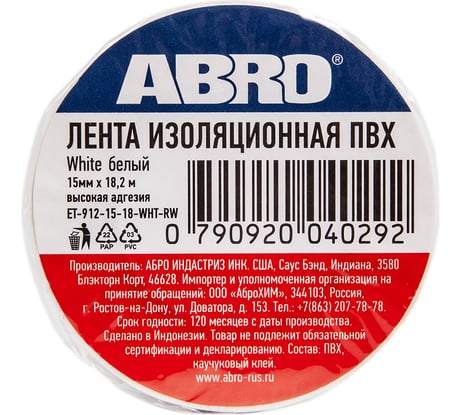 ABRO®
ЛЕНТА ИЗОЛЯЦИОННАЯ ПВХ
White белый
15мм x 18,2 м
высокая адгезия
ET-912-15-18-WHT-RW
22 03
PAP PVC
0 790920 040292
Производитель: АБРО ИНДАСТРИЗ ИНК. США, Саус Бэнд, Индиана, 3580
Блэкторн Корт, 46628. Импортер и уполномоченная организация на
принятие обращений: ООО «АброХИМ», 344103, Россия,
г. Ростов-на-Дону, ул. Доватора, д. 153. Тел.: +7(863) 207-78-78.
Срок годности: 120 месяцев с даты производства.
Сделано в Индонезии. Товар не подлежит обязательной
сертификации и декларированию. Состав: ПВХ,
каучуковый клей.
www.abro-rus.ru